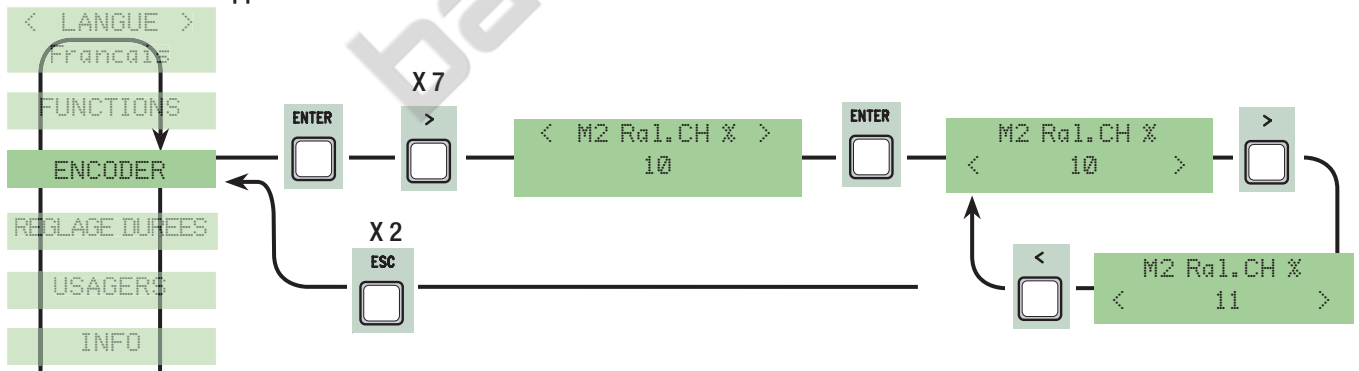 < LANGUE >
Francais
FUNCTIONS
ENCODER
REGLAGE DUREES
USAGERS
INFO
ENTER
X 7
>
< M2 Ral.CH % >
10
ENTER
M2 Ral.CH %
< 10 >
>
M2 Ral.CH %
< 11 >
<
X 2
ESC